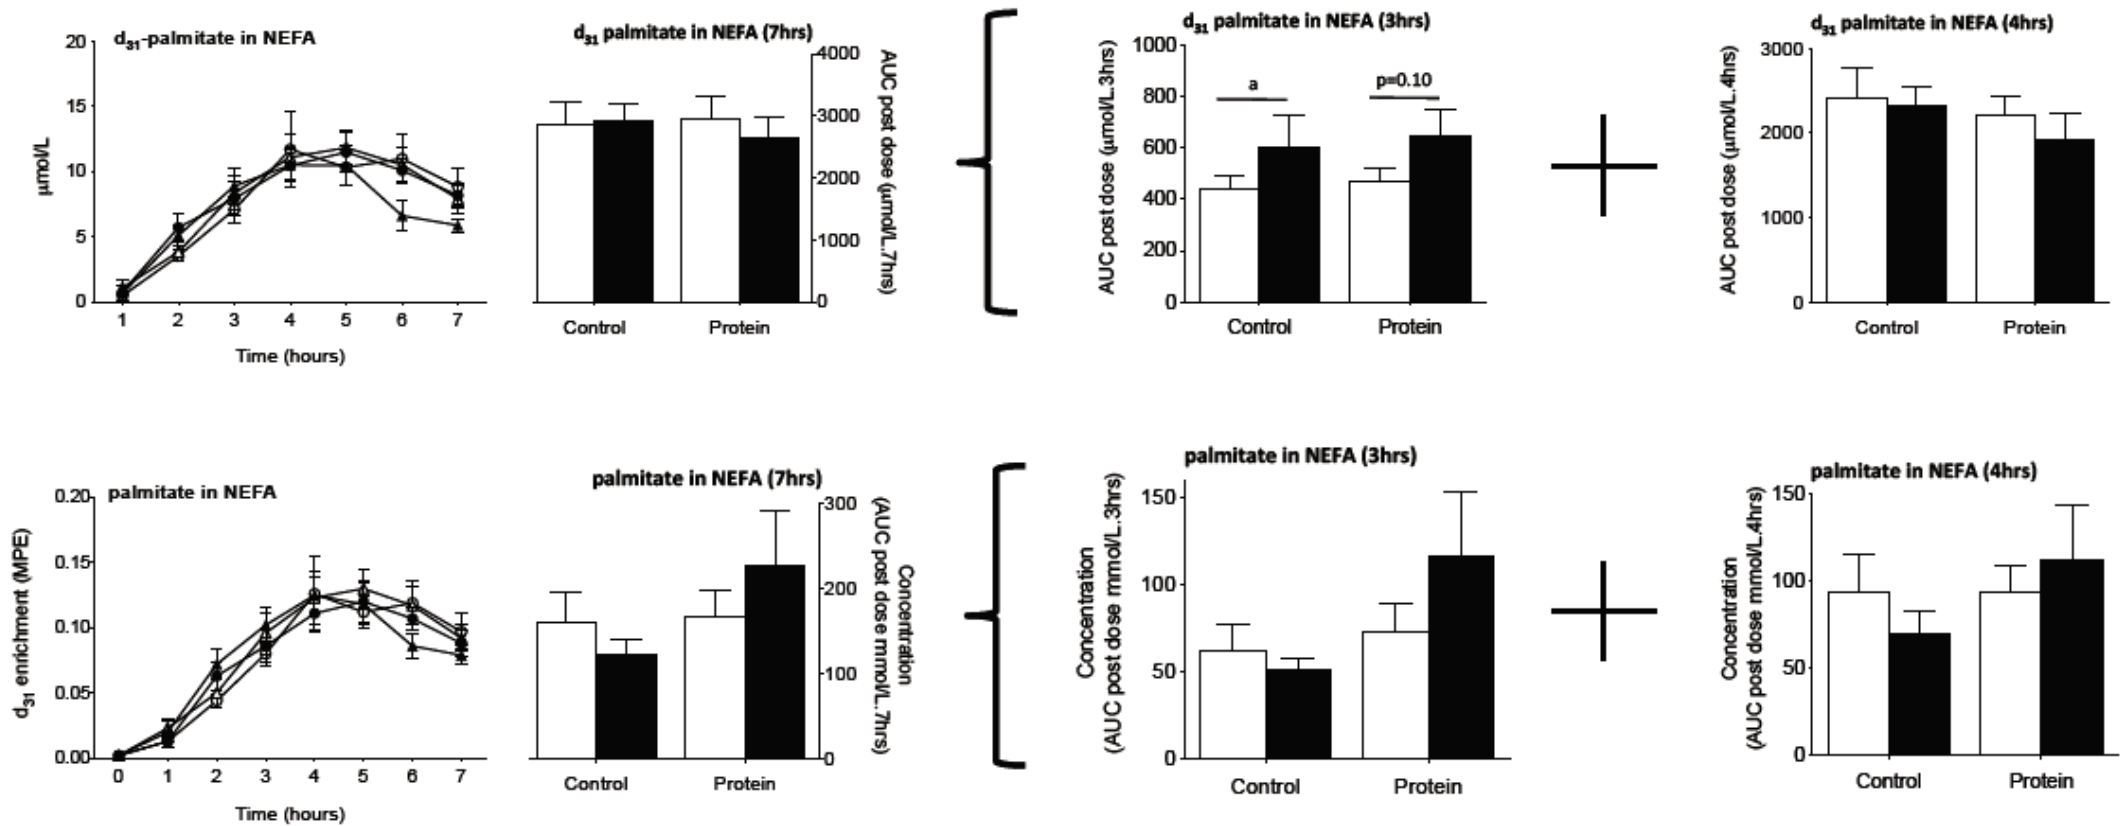 d31-palmitate in NEFA
20
15
10
5
0
µmol/L
1 2 3 4 5 6 7
Time (hours)
d31 palmitate in NEFA (7hrs)
4000
3000
2000
1000
0
AUC post dose (µmol/L.7hrs)
Control Protein
d31 palmitate in NEFA (3hrs)
1000
800
600
400
200
0
AUC post dose (µmol/L.3hrs)
a
p=0.10
Control Protein
d31 palmitate in NEFA (4hrs)
3000
2000
1000
0
AUC post dose (µmol/L.4hrs)
Control Protein
palmitate in NEFA
0.20
0.15
0.10
0.05
0.00
d31 enrichment (MPE)
0 1 2 3 4 5 6 7
Time (hours)
palmitate in NEFA (7hrs)
300
200
100
0
Concentration
(AUC post dose mmol/L.7hrs)
Control Protein
palmitate in NEFA (3hrs)
150
100
50
0
Concentration
(AUC post dose mmol/L.3hrs)
Control Protein
palmitate in NEFA (4hrs)
150
100
50
0
Concentration
(AUC post dose mmol/L.4hrs)
Control Protein